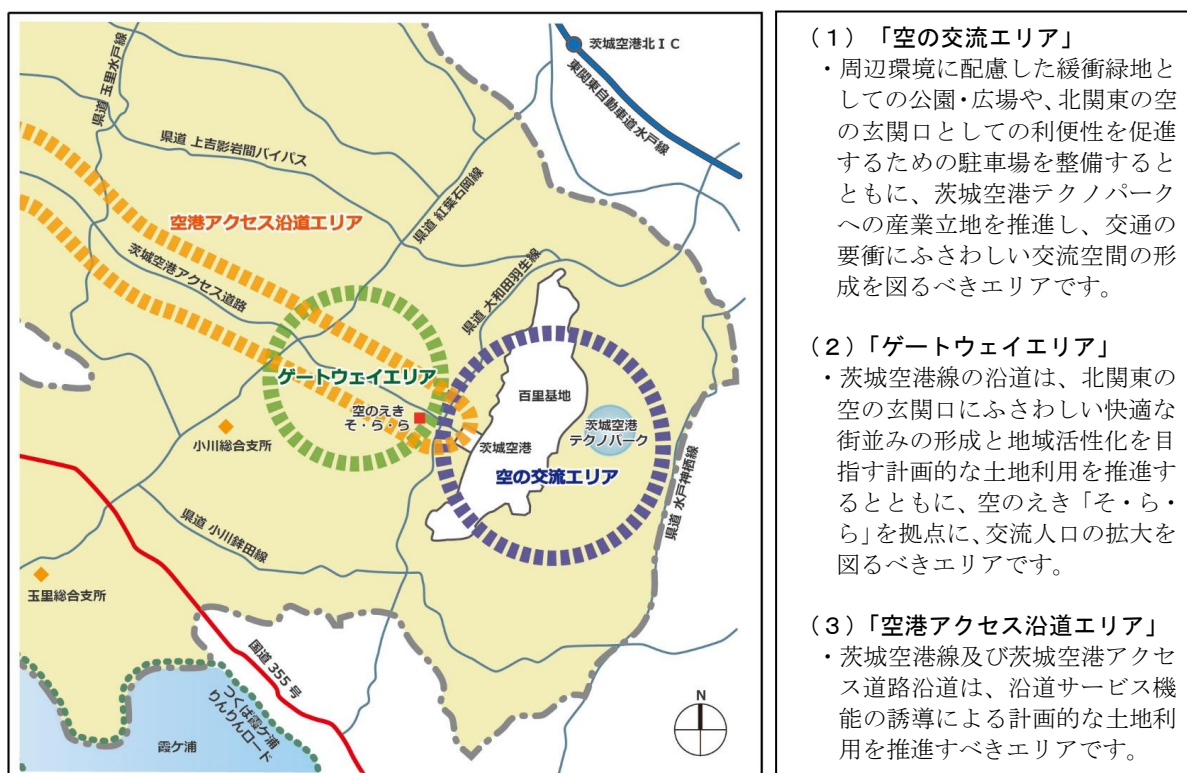 茨城空港北IC
東関東自動車道水戸線
県道 玉里水戸線
県道 上吉影岩間バイパス
県道 紅葉石岡線
空港アクセス沿道エリア
茨城空港アクセス道路
県道 大和田羽生線
ゲートウェイエリア
空のえき
そ・ら・ら
百里基地
茨城空港
テクノパーク
茨城空港
空の交流エリア
小川総合支所
県道 水戸神栖線
県道 小川鉾田線
玉里総合支所
国道 355 号
つくば霞ケ浦
りんりんロード
霞ケ浦
N
(1)「空の交流エリア」
・周辺環境に配慮した緩衝緑地と
しての公園・広場や、北関東の空
の玄関口としての利便性を促進
するための駐車場を整備すると
ともに、茨城空港テクノパーク
への産業立地を推進し、交通の
要衝にふさわしい交流空間の形
成を図るべきエリアです。
(2)「ゲートウェイエリア」
・茨城空港線の沿道は、北関東の
空の玄関口にふさわしい快適な
街並みの形成と地域活性化を目
指す計画的な土地利用を推進す
るとともに、空のえき「そ・ら・
ら」を拠点に、交流人口の拡大を
図るべきエリアです。
(3)「空港アクセス沿道エリア」
・茨城空港線及び茨城空港アクセ
ス道路沿道は、沿道サービス機
能の誘導による計画的な土地利
用を推進すべきエリアです。